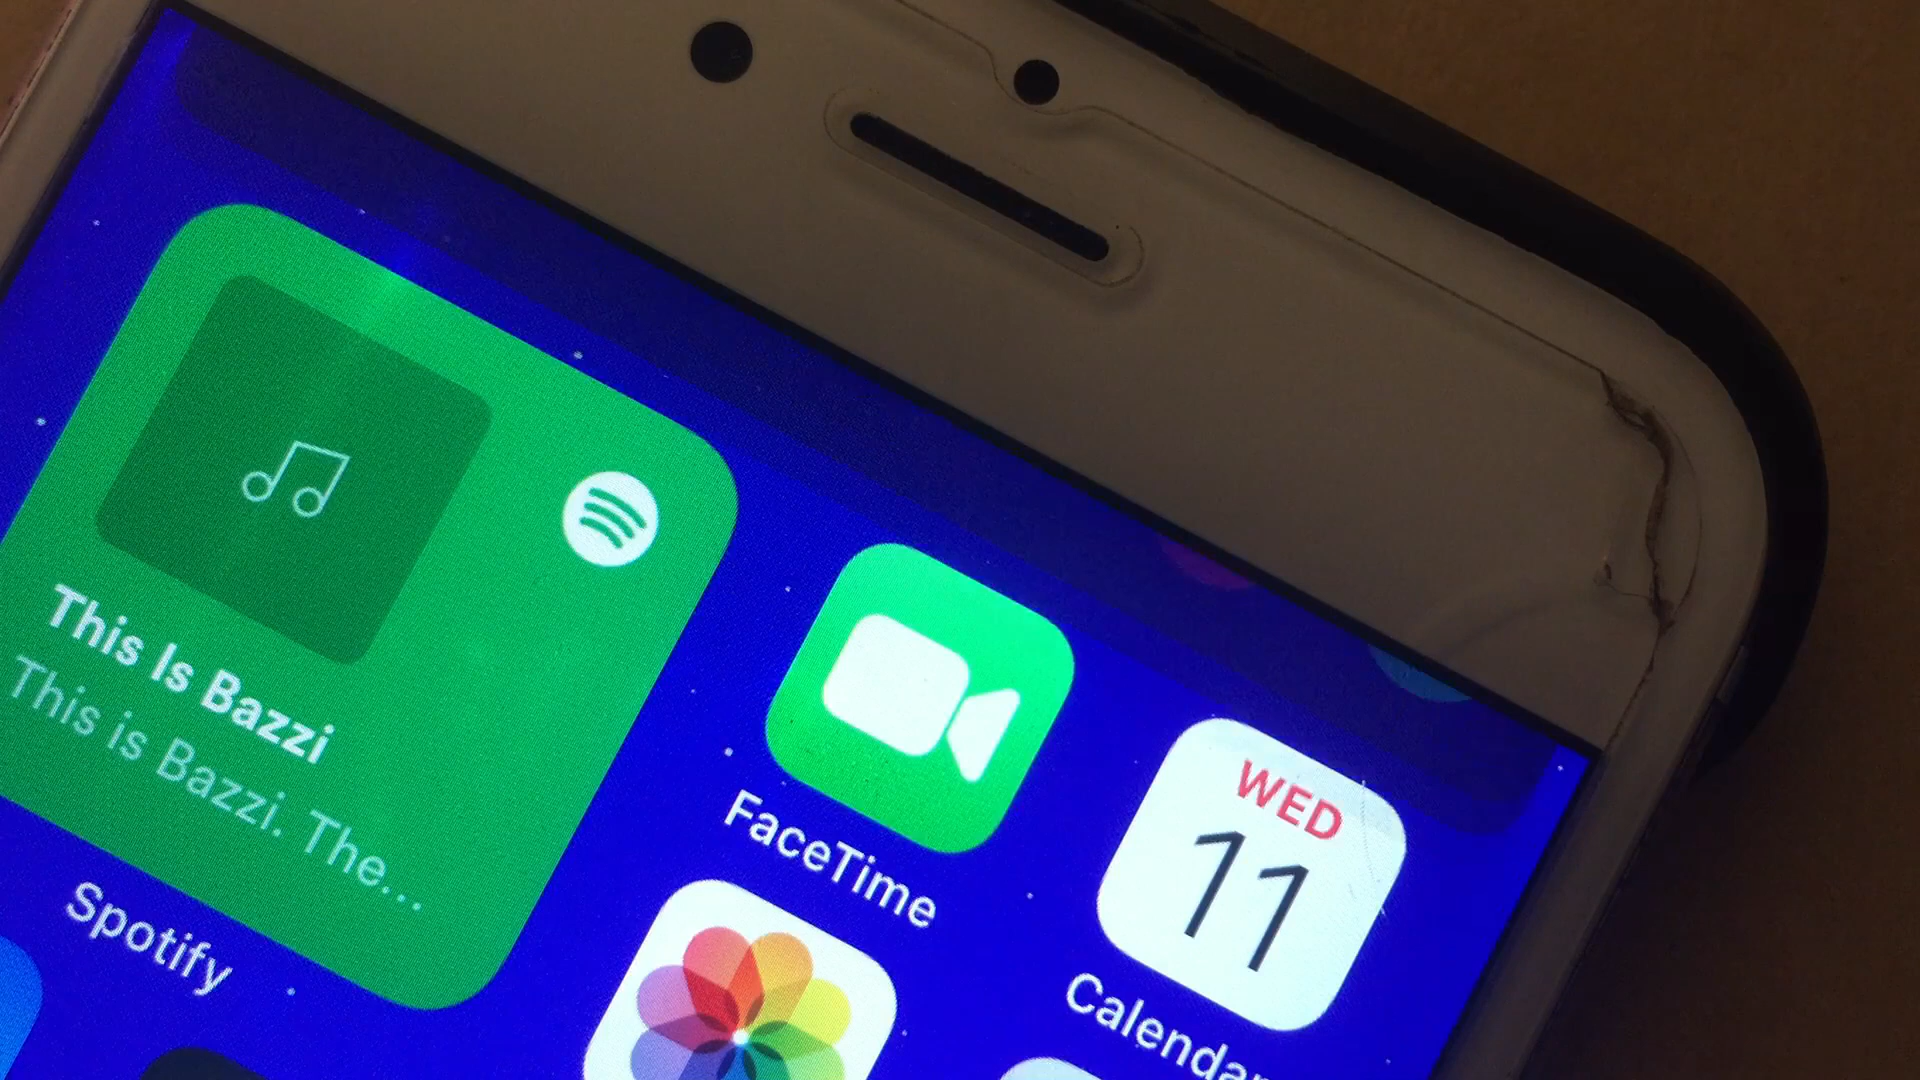 This Is Bazzi
This is Bazzi. The...
Spotify
FaceTime
WED
11
Calendar